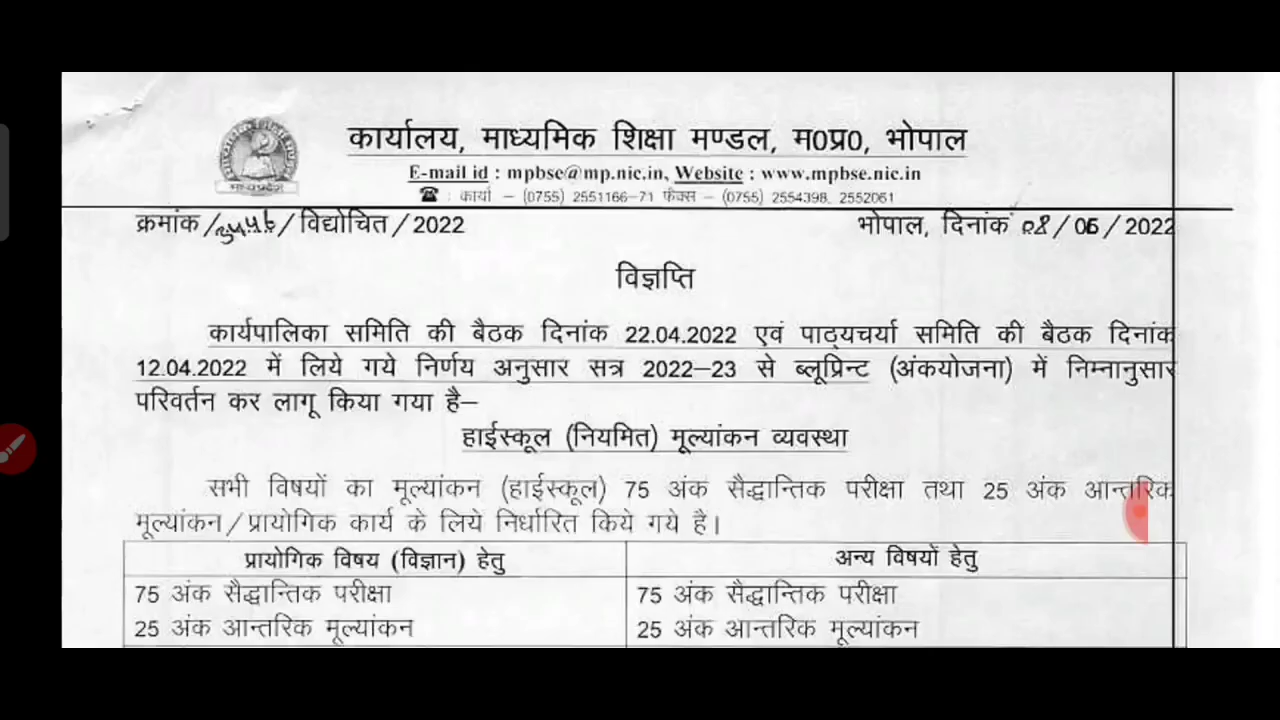 कार्यालय, माध्यमिक शिक्षा मण्डल, म0प्र0, भोपाल
E-mail id : mpbse@mp.nic.in, Website : www.mpbse.nic.in
: कार्या – (0755) 2551166-71 फैक्स – (0755) 2554398, 2552061
मध्यप्रदेश
क्रमांक / / विद्योचित / 2022
भोपाल, दिनांक / 06 / 2022
विज्ञप्ति
कार्यपालिका समिति की बैठक दिनांक 22.04.2022 एवं पाठ्यचर्या समिति की बैठक दिनांक
12.04.2022 में लिये गये निर्णय अनुसार सत्र 2022–23 से ब्लूप्रिन्ट (अंकयोजना) में निम्नानुसार
परिवर्तन कर लागू किया गया है–
हाईस्कूल (नियमित) मूल्यांकन व्यवस्था
सभी विषयों का मूल्यांकन (हाईस्कूल) 75 अंक सैद्धान्तिक परीक्षा तथा 25 अंक आन्तरिक
मूल्यांकन / प्रायोगिक कार्य के लिये निर्धारित किये गये है।
प्रायोगिक विषय (विज्ञान) हेतु
अन्य विषयों हेतु
75 अंक सैद्धान्तिक परीक्षा
75 अंक सैद्धान्तिक परीक्षा
25 अंक आन्तरिक मूल्यांकन
25 अंक आन्तरिक मूल्यांकन